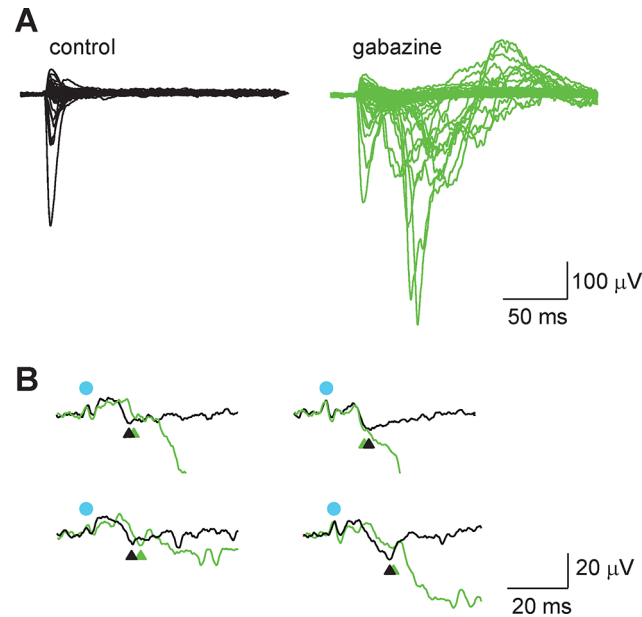 A
control
gabazine
100 μV
50 ms
B
20 μV
20 ms